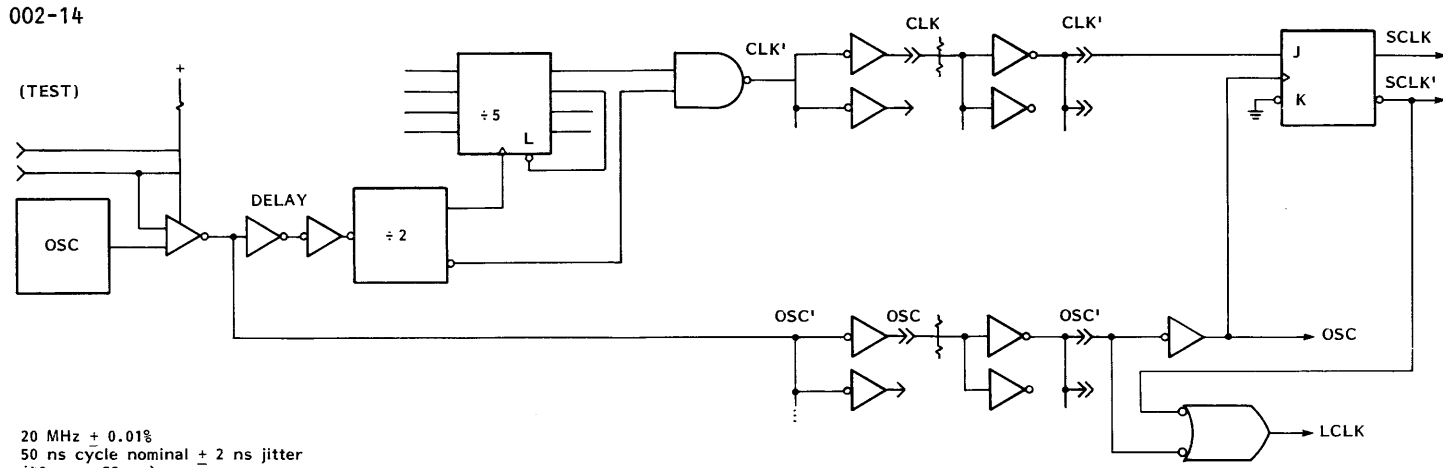 002-14
CLK
CLK'
CLK'
J
K
SCLK
SCLK'
(TEST)
+
÷5
L
DELAY
OSC
÷2
OSC'
OSC
OSC'
OSC
LCLK
20 MHz ± 0.01%
50 ns cycle nominal ± 2 ns jitter